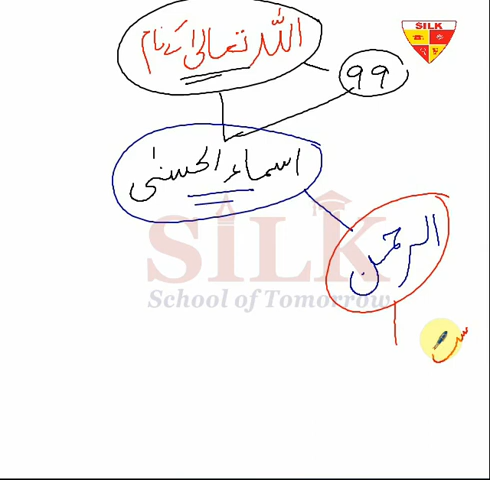 SILK
اللہ تعالیٰ کے نام
۹۹
اسماء الحسنیٰ
الرحمٰن
SILK
School of Tomorrow